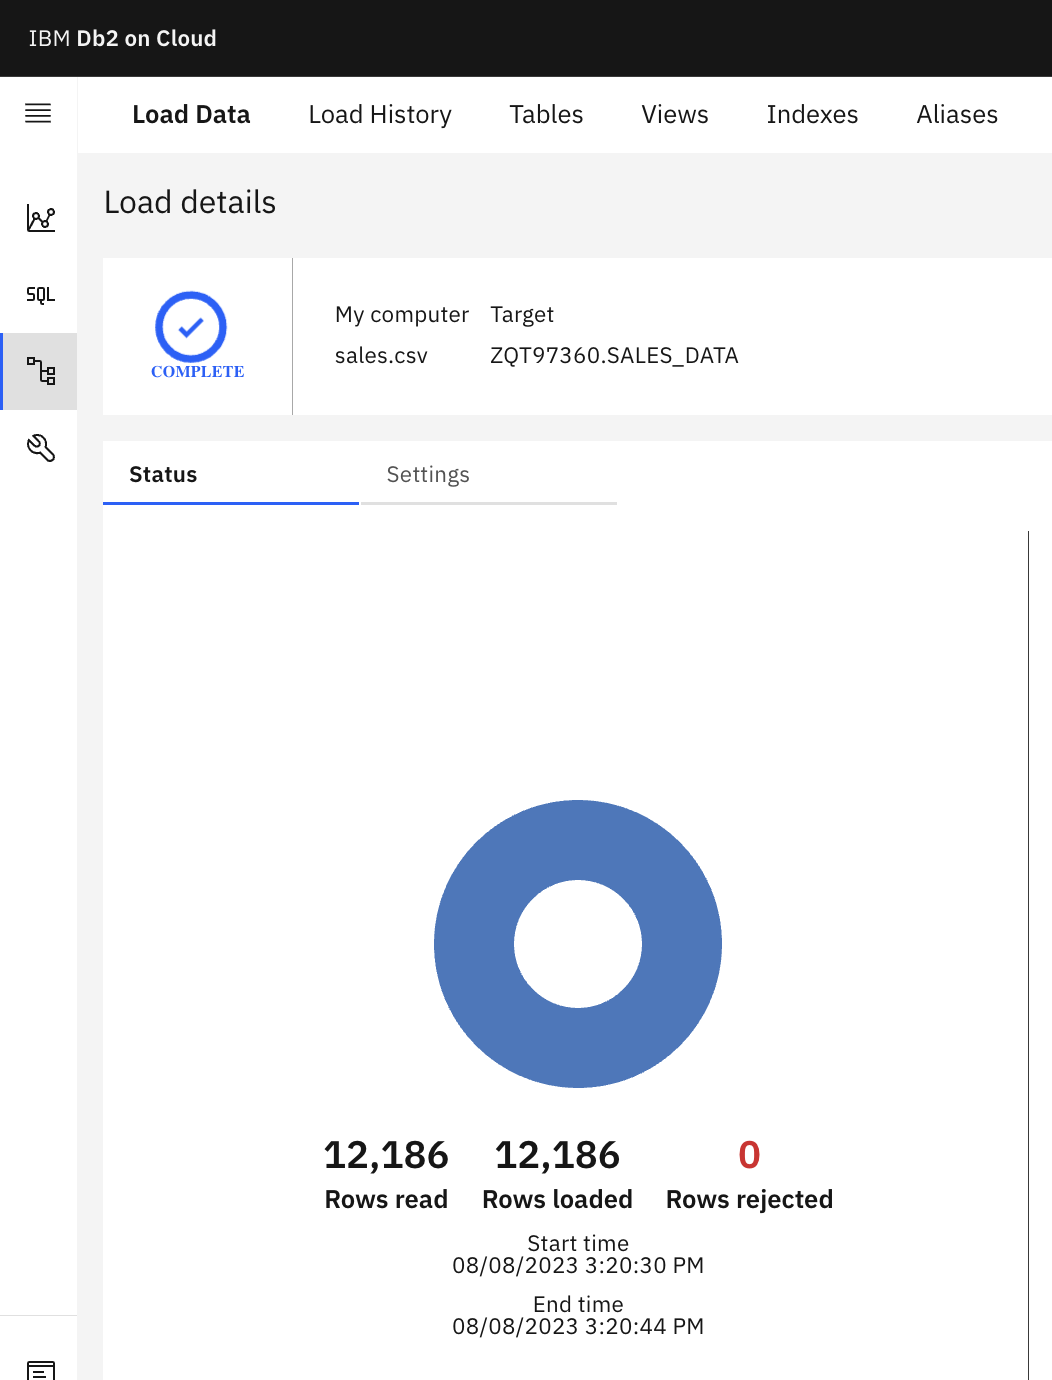 IBM Db2 on Cloud
Load Data Load History Tables Views Indexes Aliases
Load details
SQL
My computer Target
sales.csv ZQT97360.SALES_DATA
COMPLETE
Status Settings
12,186 12,186 0
Rows read Rows loaded Rows rejected
Start time
08/08/2023 3:20:30 PM
End time
08/08/2023 3:20:44 PM